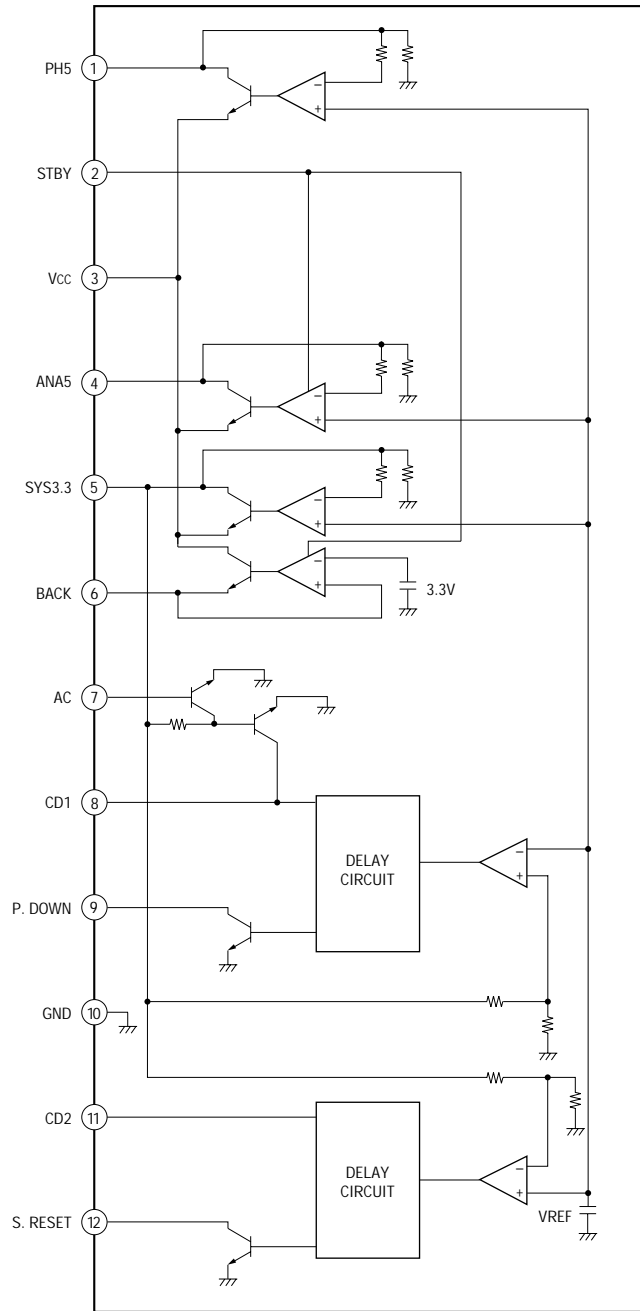 PH5 1
STBY 2
Vcc 3
ANA5 4
SYS3.3 5
BACK 6
3.3V
AC 7
CD1 8
DELAY
CIRCUIT
P. DOWN 9
GND 10
CD2 11
DELAY
CIRCUIT
S. RESET 12
VREF
− +
− +
− +
− +
− +
− +